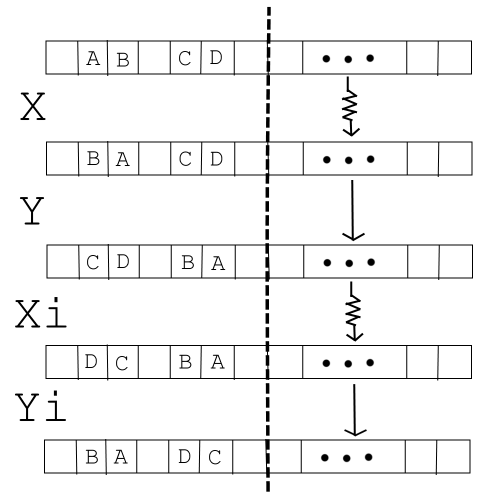 A B C D • • •
X
B A C D • • •
Y
C D B A • • •
Xi
D C B A • • •
Yi
B A D C • • •